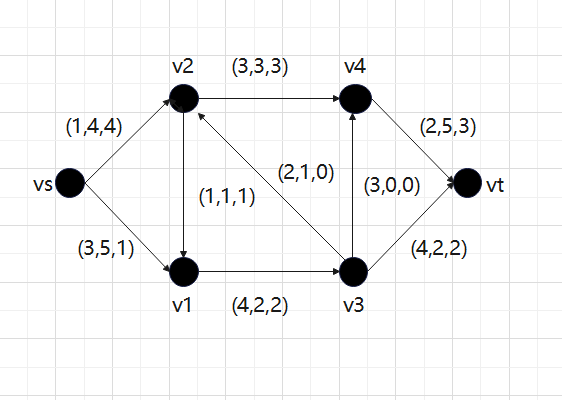 v2 (3,3,3) v4
(1,4,4) (2,5,3)
vs (1,1,1) (2,1,0) (3,0,0) vt
(3,5,1) (4,2,2)
v1 (4,2,2) v3